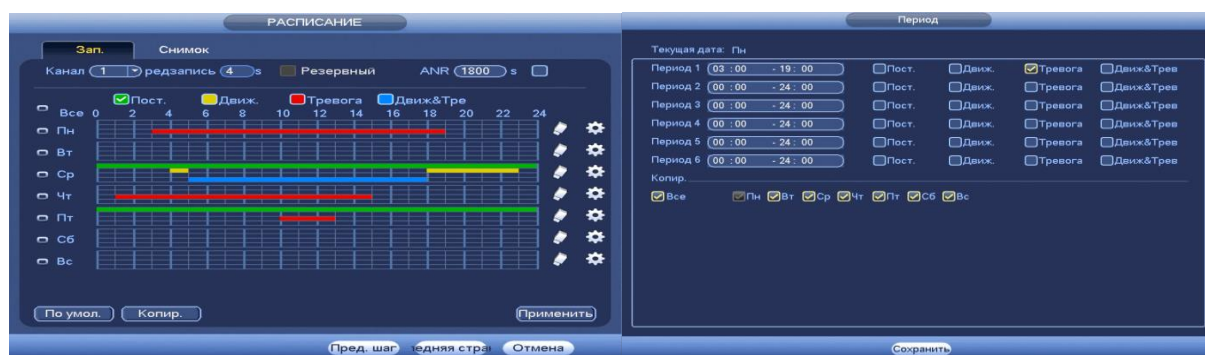 РАСПИСАНИЕ
Зап. Снимок
Канал 1 редзапись 4 s Резервный ANR 1800 s
Пост. Движ. Тревога Движ&Тре
Все 0 2 4 6 8 10 12 14 16 18 20 22 24
Пн
Вт
Ср
Чт
Пт
Сб
Вс
По умол. Копир. Применить
Пред. шаг едняя стра Отмена
Период
Текущая дата: Пн
Период 1 03 :00 - 19: 00 Пост. Движ. Тревога Движ&Трев
Период 2 00 :00 - 24: 00 Пост. Движ. Тревога Движ&Трев
Период 3 00 :00 - 24: 00 Пост. Движ. Тревога Движ&Трев
Период 4 00 :00 - 24: 00 Пост. Движ. Тревога Движ&Трев
Период 5 00 :00 - 24: 00 Пост. Движ. Тревога Движ&Трев
Период 6 00 :00 - 24: 00 Пост. Движ. Тревога Движ&Трев
Копир.
Все Пн Вт Ср Чт Пт Сб Вс
Сохранить